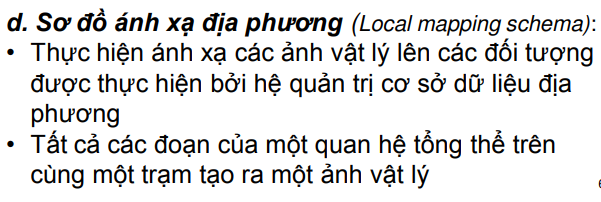 d. Sơ đồ ánh xạ địa phương (Local mapping schema):
• Thực hiện ánh xạ các ảnh vật lý lên các đối tượng
được thực hiện bởi hệ quản trị cơ sở dữ liệu địa
phương
• Tất cả các đoạn của một quan hệ tổng thể trên
cùng một trạm tạo ra một ảnh vật lý